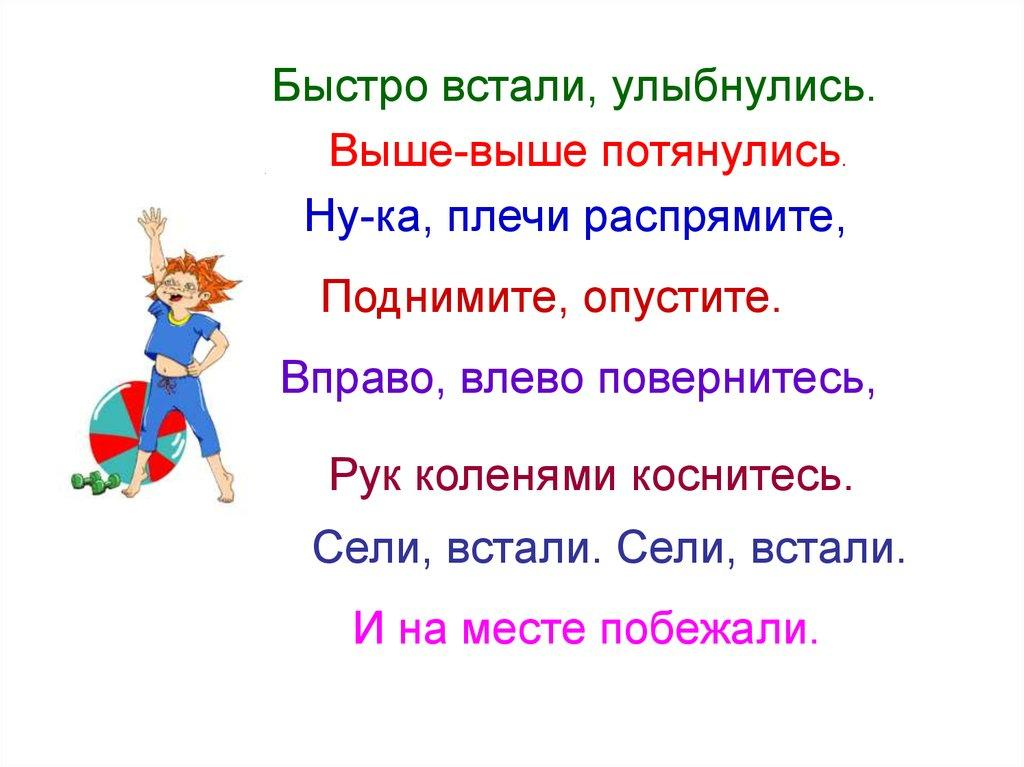 Быстро встали, улыбнулись.
Выше-выше потянулись.
Ну-ка, плечи распрямите,
Поднимите, опустите.
Вправо, влево повернитесь,
Рук коленями коснитесь.
Сели, встали. Сели, встали.
И на месте побежали.